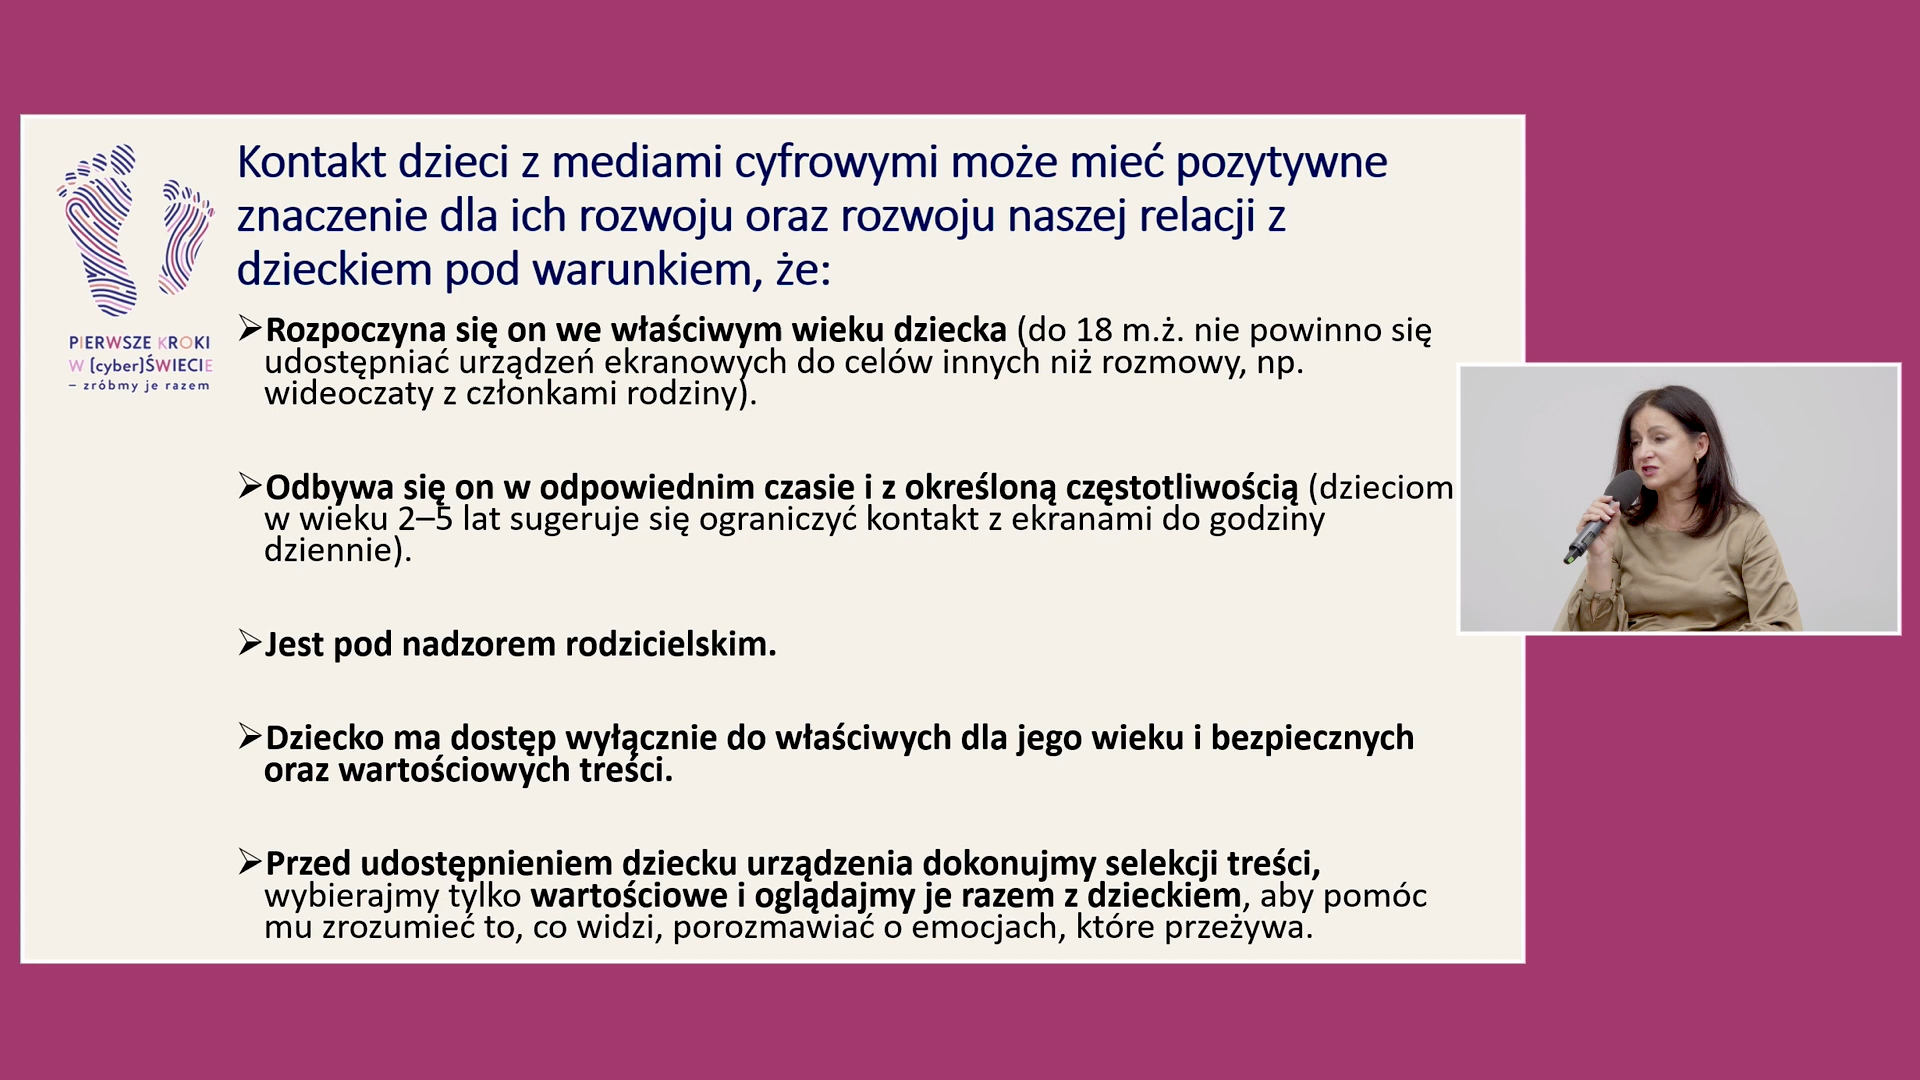 Kontakt dzieci z mediami cyfrowymi może mieć pozytywne
znaczenie dla ich rozwoju oraz rozwoju naszej relacji z
dzieckiem pod warunkiem, że:
PIERWSZE KROKI
W [cyber]ŚWIECIE
– zróbmy je razem
➢Rozpoczyna się on we właściwym wieku dziecka (do 18 m.ż. nie powinno się
udostępniać urządzeń ekranowych do celów innych niż rozmowy, np.
wideoczaty z członkami rodziny).
➢Odbywa się on w odpowiednim czasie i z określoną częstotliwością (dzieciom
w wieku 2–5 lat sugeruje się ograniczyć kontakt z ekranami do godziny
dziennie).
➢Jest pod nadzorem rodzicielskim.
➢Dziecko ma dostęp wyłącznie do właściwych dla jego wieku i bezpiecznych
oraz wartościowych treści.
➢Przed udostępnieniem dziecku urządzenia dokonujmy selekcji treści,
wybierajmy tylko wartościowe i oglądajmy je razem z dzieckiem, aby pomóc
mu zrozumieć to, co widzi, porozmawiać o emocjach, które przeżywa.